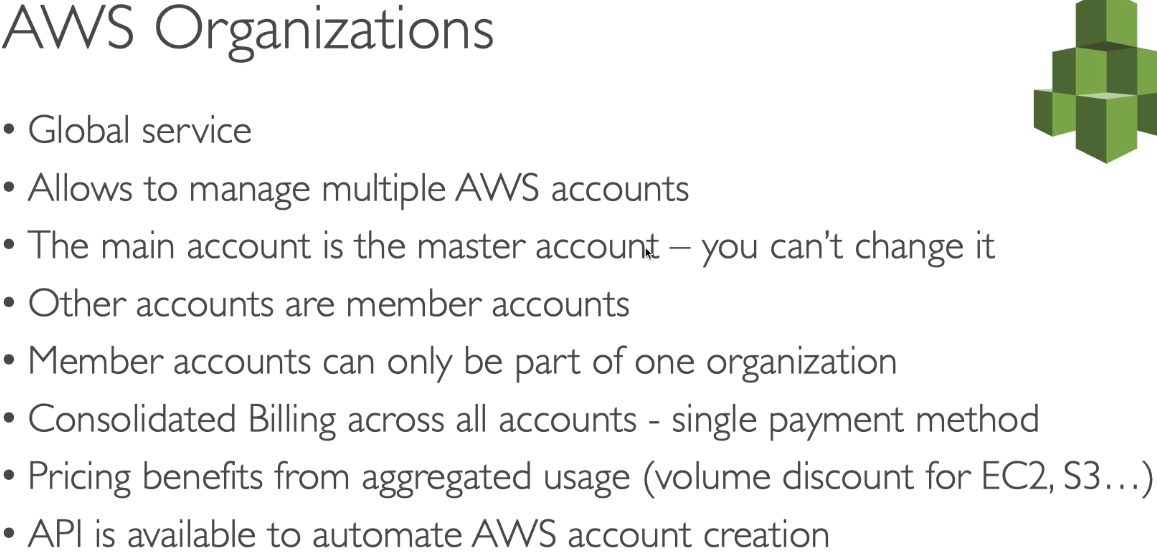 AWS Organizations
• Global service
• Allows to manage multiple AWS accounts
• The main account is the master account – you can't change it
• Other accounts are member accounts
• Member accounts can only be part of one organization
• Consolidated Billing across all accounts - single payment method
• Pricing benefits from aggregated usage (volume discount for EC2, S3…)
• API is available to automate AWS account creation